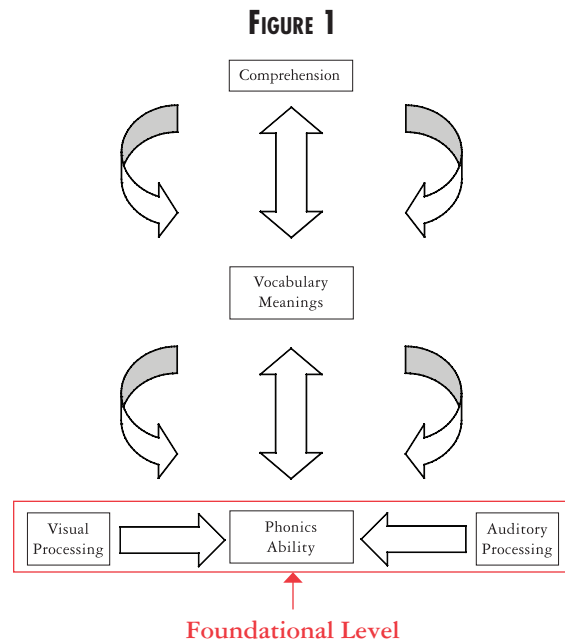 FIGURE 1
Comprehension
Vocabulary
Meanings
Visual
Processing
Phonics
Ability
Auditory
Processing
Foundational Level